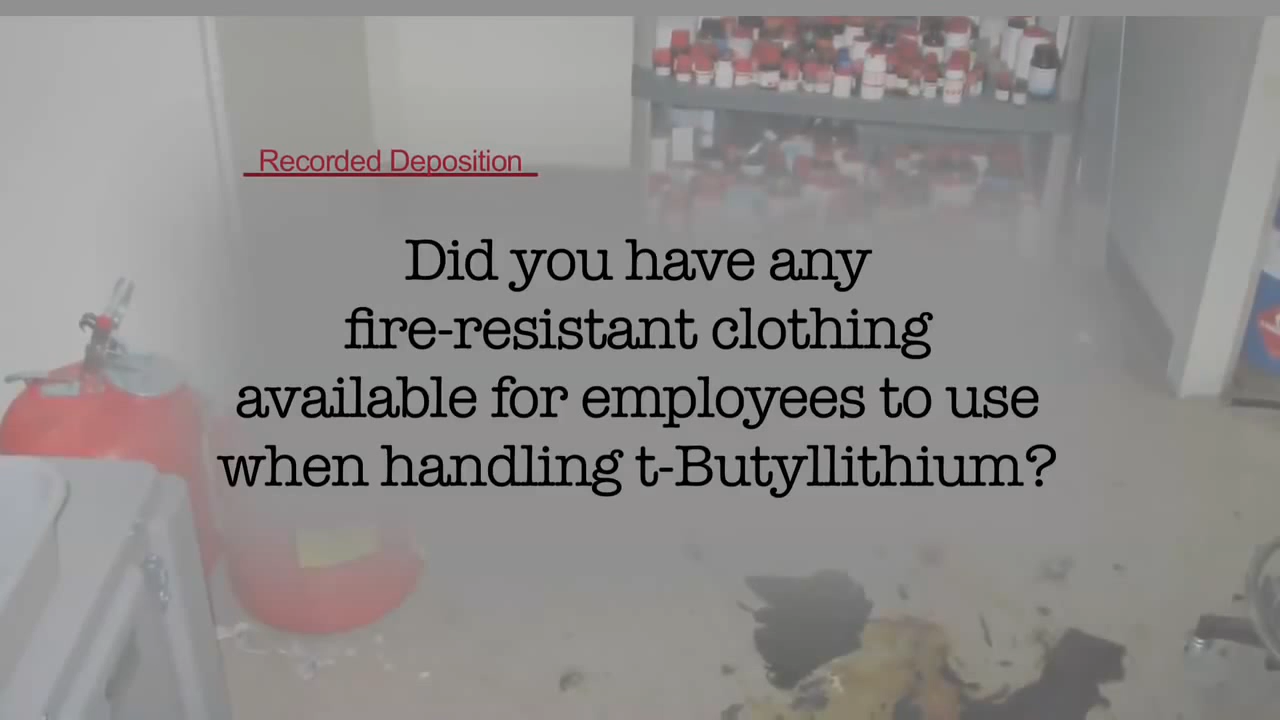 Recorded Deposition
Did you have any
fire-resistant clothing
available for employees to use
when handling t-Butyllithium?